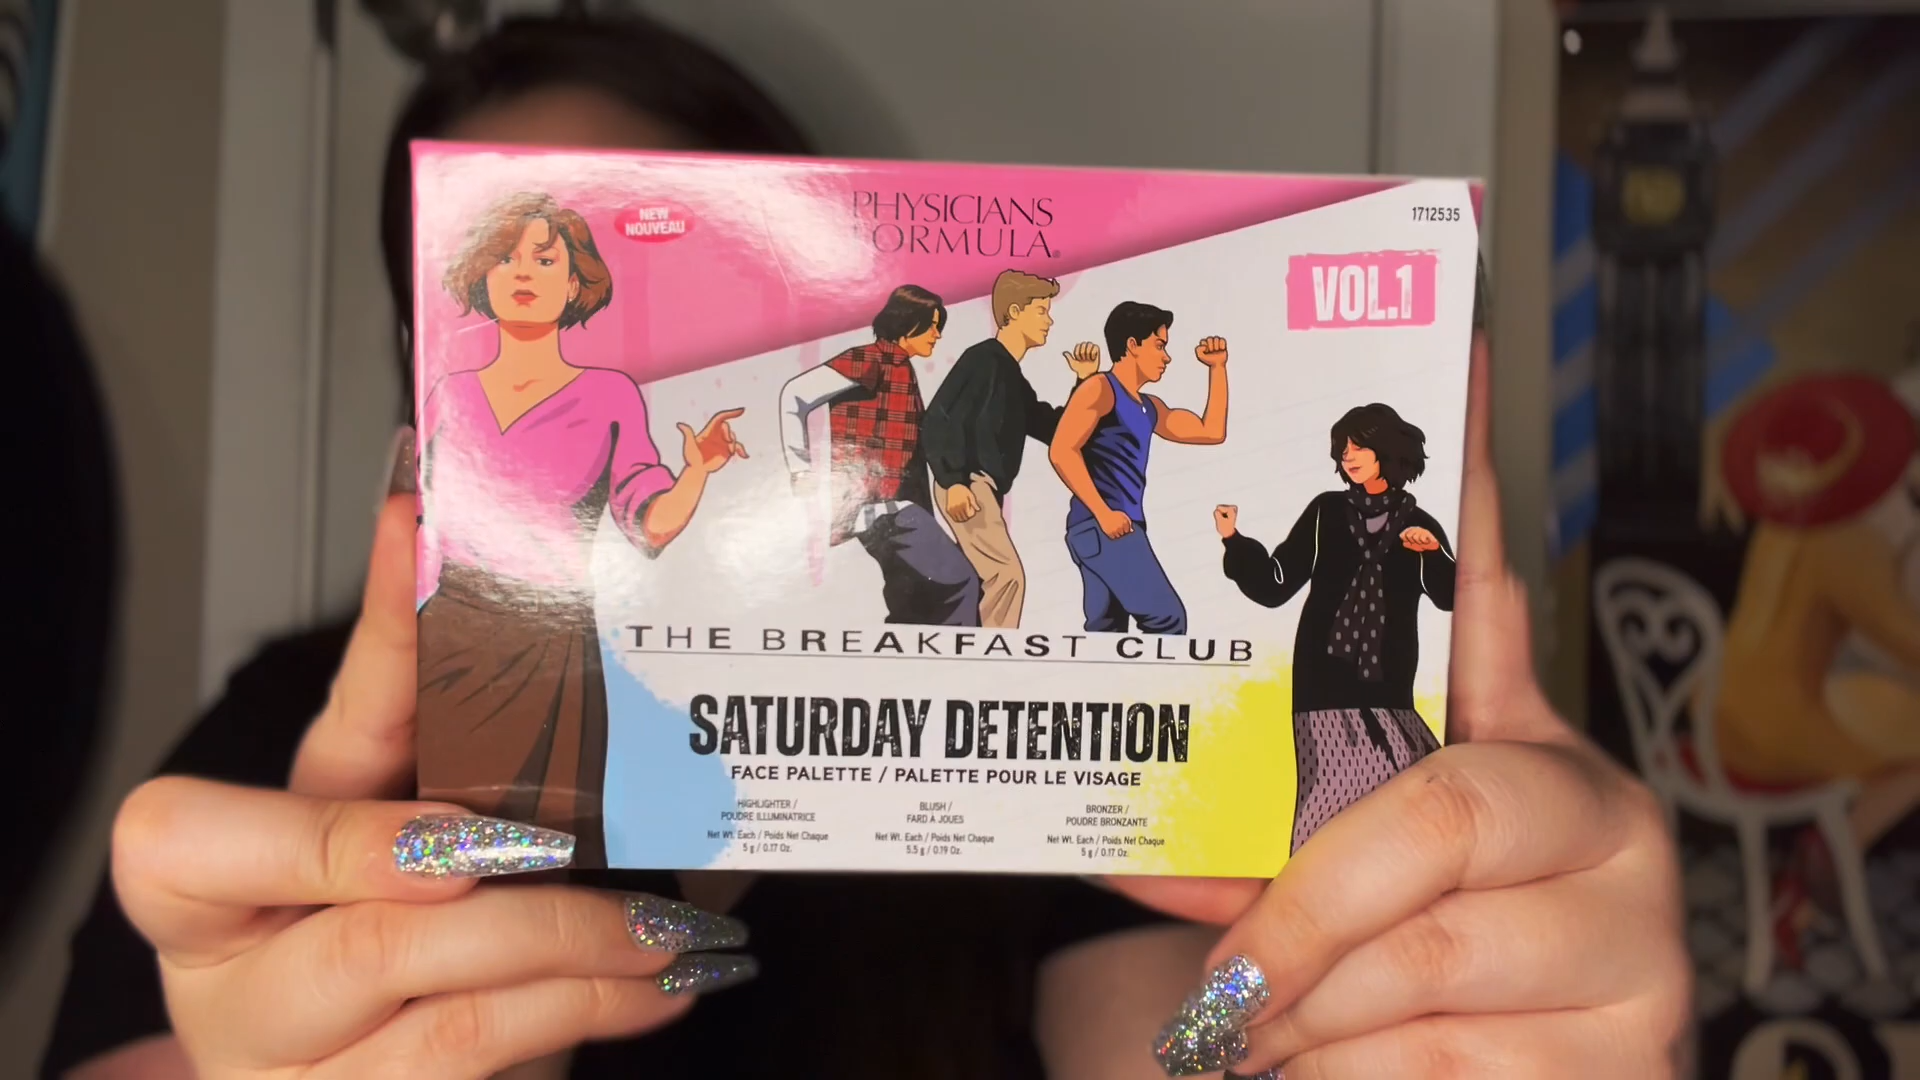 NEW
NOUVEAU
PHYSICIANS
FORMULA®
1712535
VOL.1
THE BREAKFAST CLUB
SATURDAY DETENTION
FACE PALETTE / PALETTE POUR LE VISAGE
HIGHLIGHTER /
POUDRE ILLUMINATRICE
Net Wt. Each / Poids Net Chaque
5 g / 0.17 Oz.
BLUSH /
FARD À JOUES
Net Wt. Each / Poids Net Chaque
5.5 g / 0.19 Oz.
BRONZER /
POUDRE BRONZANTE
Net Wt. Each / Poids Net Chaque
5 g / 0.17 Oz.